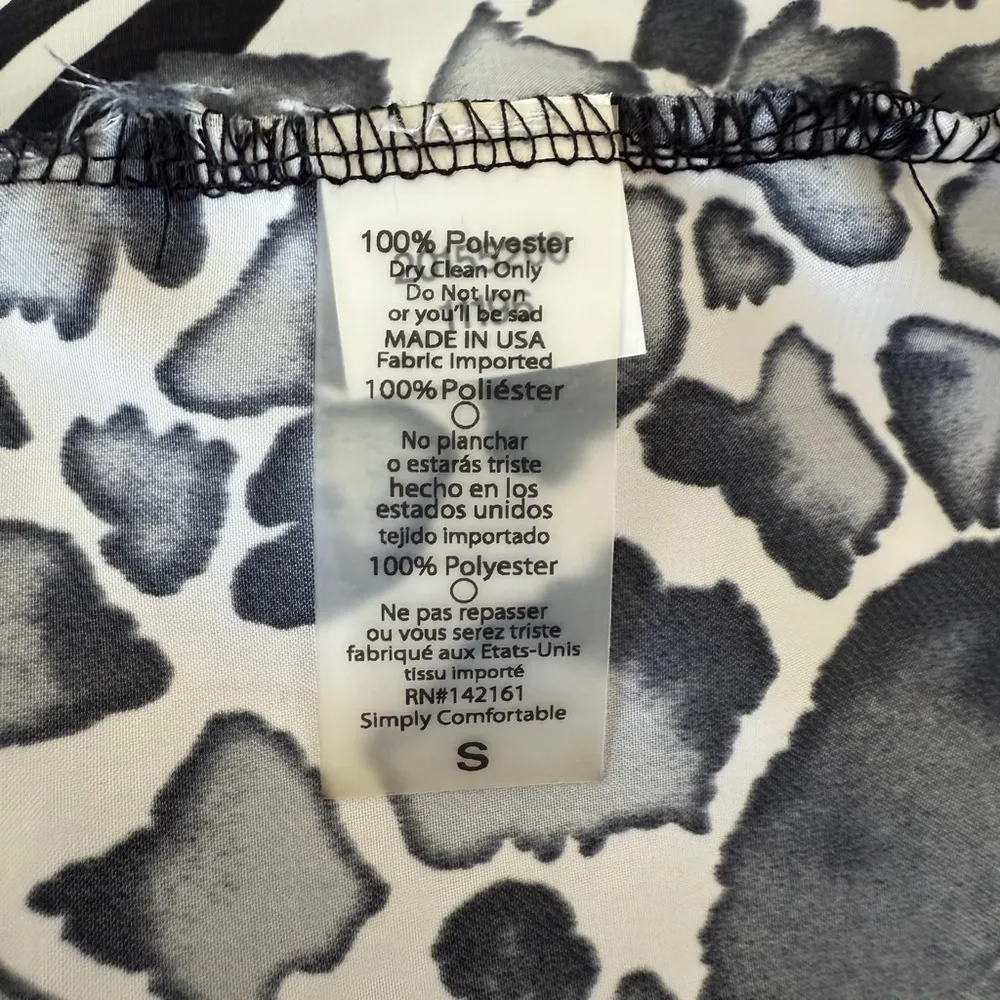 100% Polyester
Dry Clean Only
Do Not Iron
or you'll be sad
MADE IN USA
Fabric Imported
100% Poliéster
No planchar
o estarás triste
hecho en los
estados unidos
tejido importado
100% Polyester
Ne pas repasser
ou vous serez triste
fabriqué aux Etats-Unis
tissu importé
RN#142161
Simply Comfortable
S